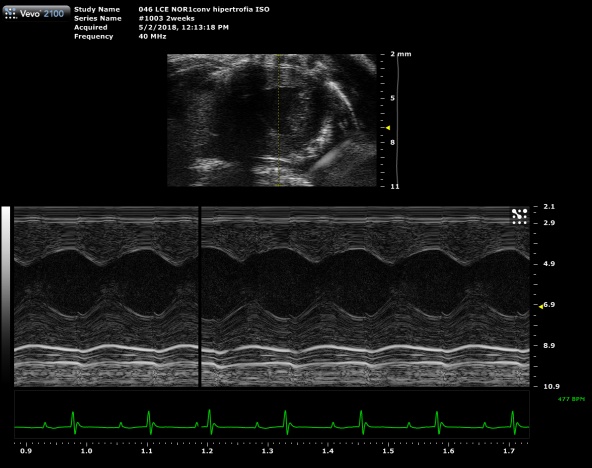 Vevo 2100
Study Name 046 LCE NOR1conv hipertrofia ISO
Series Name #1003 2weeks
Acquired 5/2/2018, 12:13:18 PM
Frequency 40 MHz
2 mm
5
8
11
2.1
2.9
4.9
6.9
8.9
10.9
477 BPM
0.9 1.0 1.1 1.2 1.3 1.4 1.5 1.6 1.7